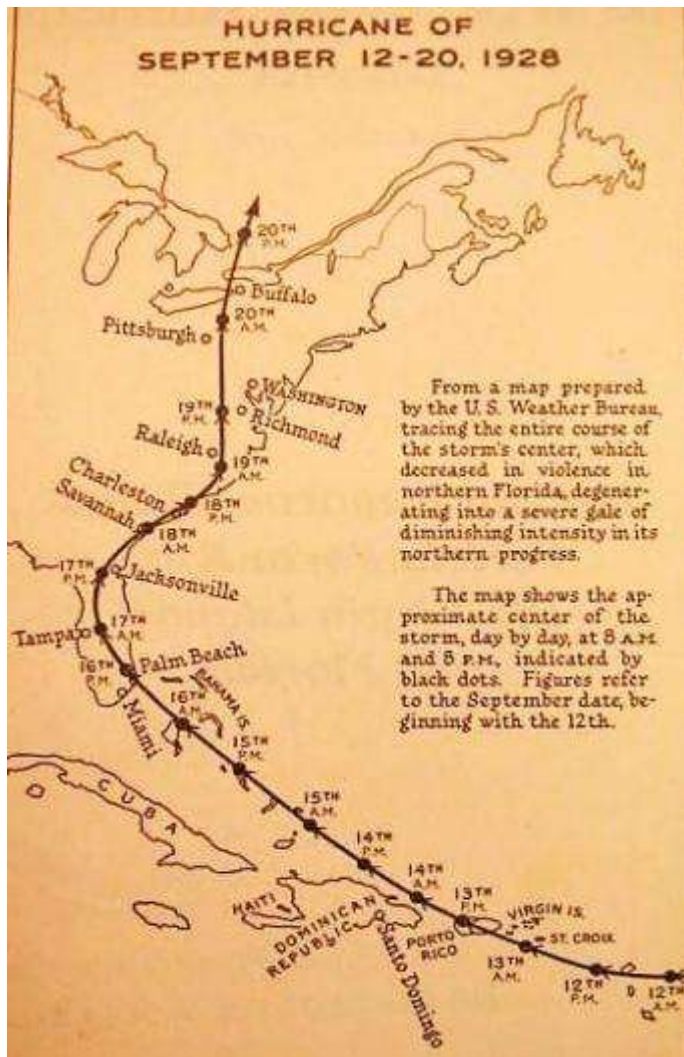 HURRICANE OF
SEPTEMBER 12-20, 1928
20TH
P.M.
Buffalo
20TH
A.M.
Pittsburgh
WASHINGTON
19TH
P.M.
Richmond
Raleigh
19TH
A.M.
Charleston
18TH
P.M.
Savannah
18TH
A.M.
17TH
P.M.
Jacksonville
17TH
A.M.
Tampa
16TH
P.M.
Palm Beach
Miami
BAHAMA IS.
16TH
A.M.
15TH
P.M.
From a map prepared
by the U.S. Weather Bureau,
tracing the entire course of
the storm's center, which
decreased in violence in
northern Florida, degener-
ating into a severe gale of
diminishing intensity in its
northern progress.
The map shows the ap-
proximate center of the
storm, day by day, at 8 A.M.
and 8 P.M., indicated by
black dots. Figures refer
to the September date, be-
ginning with the 12th.
CUBA
15TH
A.M.
14TH
P.M.
14TH
A.M.
HAITI
DOMINICAN
REPUBLIC
Santo Domingo
13TH
P.M.
PORTO
RICO
VIRGIN IS.
ST. CROIX
13TH
A.M.
12TH
P.M.
12TH
A.M.